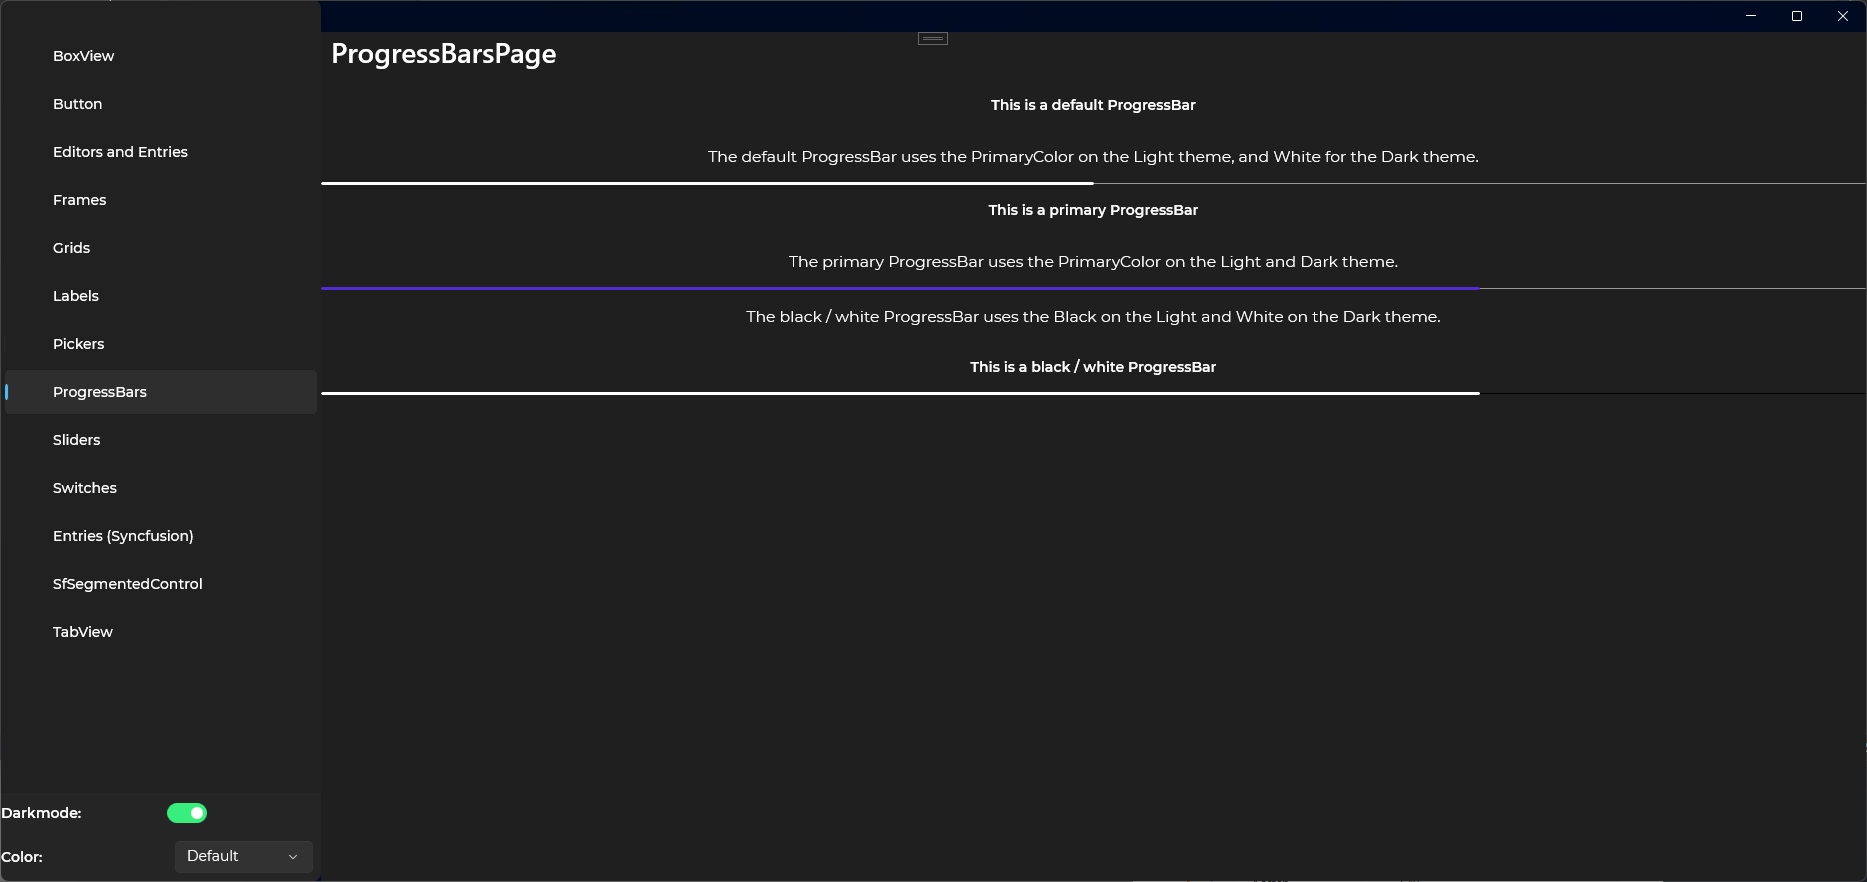 BoxView
Button
Editors and Entries
Frames
Grids
Labels
Pickers
ProgressBars
Sliders
Switches
Entries (Syncfusion)
SfSegmentedControl
TabView
Darkmode:
Color:
Default
ProgressBarsPage
This is a default ProgressBar
The default ProgressBar uses the PrimaryColor on the Light theme, and White for the Dark theme.
This is a primary ProgressBar
The primary ProgressBar uses the PrimaryColor on the Light and Dark theme.
The black / white ProgressBar uses the Black on the Light and White on the Dark theme.
This is a black / white ProgressBar